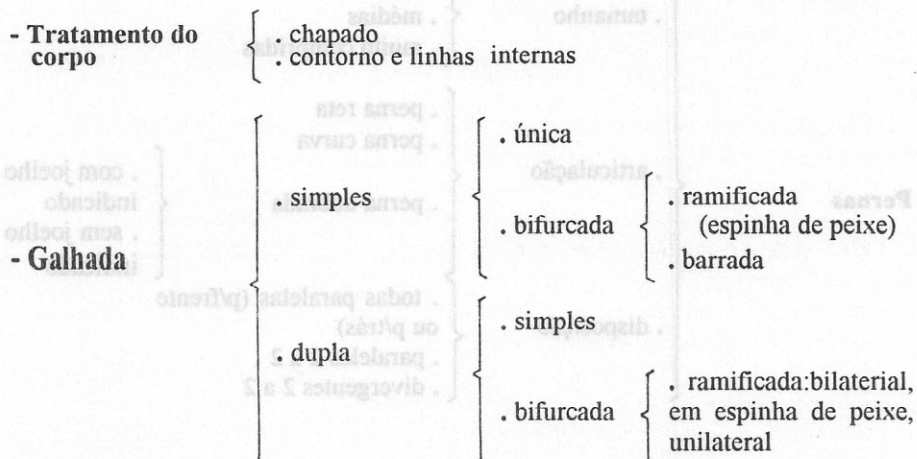 - Tratamento do
corpo
. chapado
. contorno e linhas internas
- Galhada
. simples
. única
. bifurcada
. ramificada
(espinha de peixe)
. barrada
. dupla
. simples
. bifurcada
. ramificada:bilaterial,
em espinha de peixe,
unilateral